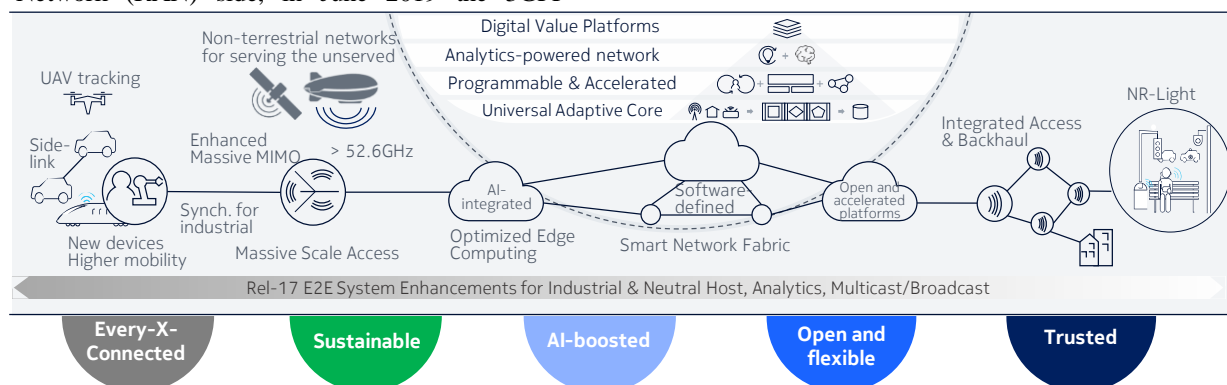 Network (RAN) side, in June 2019 the 3GPP
Digital Value Platforms
Analytics-powered network
Programmable & Accelerated
Universal Adaptive Core
Non-terrestrial networks
for serving the unserved
UAV tracking
Side-
link
Enhanced
Massive MIMO
> 52.6GHz
Synch. for
industrial
New devices
Higher mobility
Massive Scale Access
AI-
integrated
Optimized Edge
Computing
Software-
defined
Smart Network Fabric
Open and
accelerated
platforms
Integrated Access
& Backhaul
NR-Light
Rel-17 E2E System Enhancements for Industrial & Neutral Host, Analytics, Multicast/Broadcast
Every-X-
Connected
Sustainable
AI-boosted
Open and
flexible
Trusted